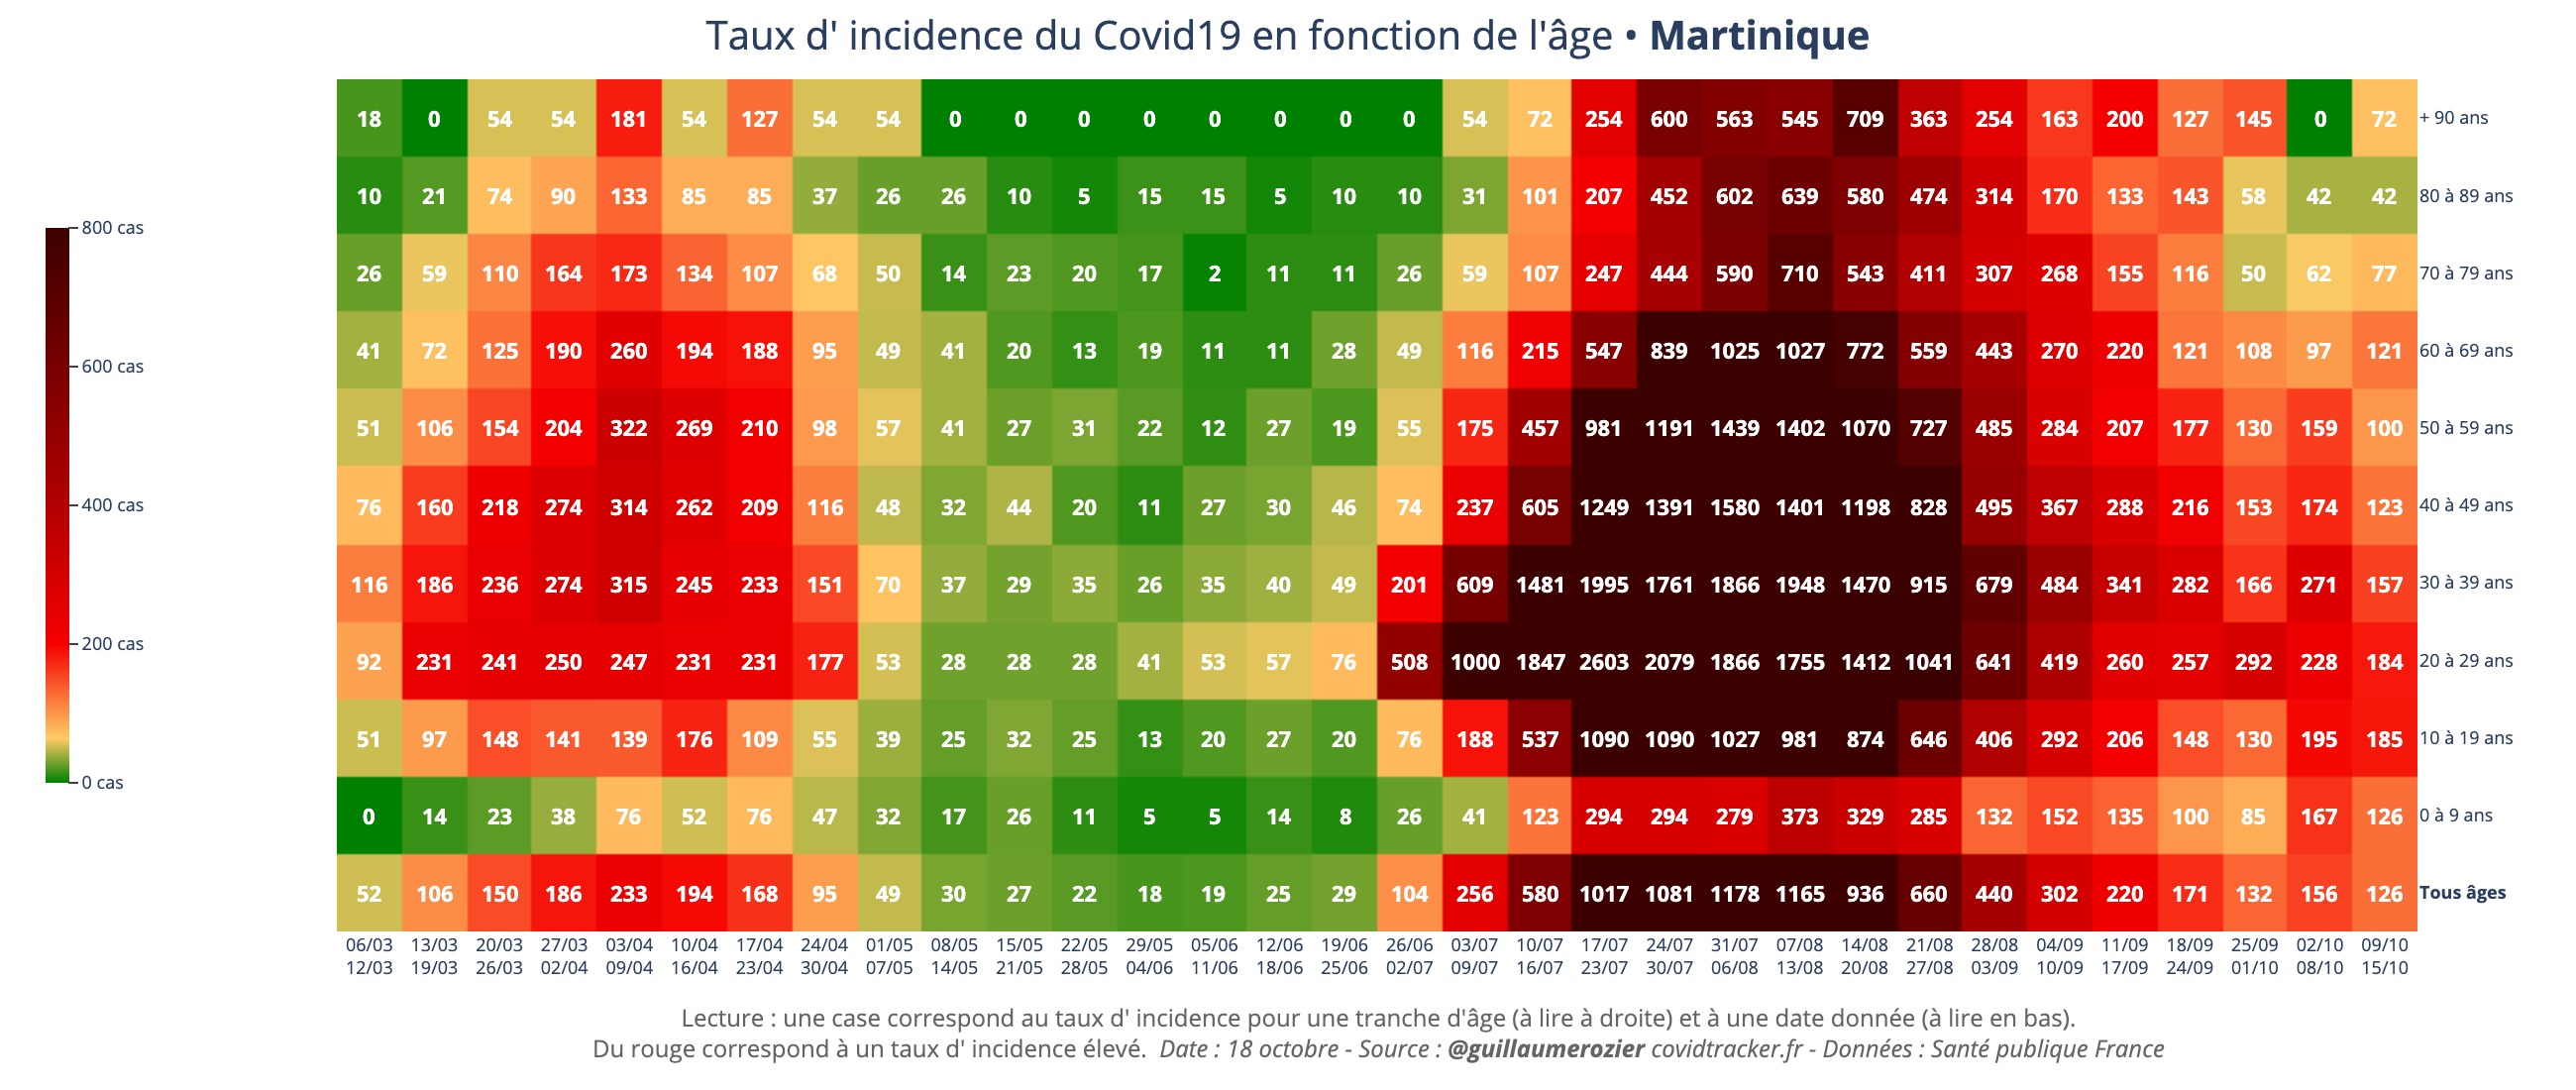 Taux d' incidence du Covid19 en fonction de l'âge • Martinique
18 0 54 54 181 54 127 54 54 0 0 0 0 0 0 0 0 54 72 254 600 563 545 709 363 254 163 200 127 145 0 72 + 90 ans
10 21 74 90 133 85 85 37 26 26 10 5 15 15 5 10 10 31 101 207 452 602 639 580 474 314 170 133 143 58 42 42 80 à 89 ans
26 59 110 164 173 134 107 68 50 14 23 20 17 2 11 11 26 59 107 247 444 590 710 543 411 307 268 155 116 50 62 77 70 à 79 ans
41 72 125 190 260 194 188 95 49 41 20 13 19 11 11 28 49 116 215 547 839 1025 1027 772 559 443 270 220 121 108 97 121 60 à 69 ans
51 106 154 204 322 269 210 98 57 41 27 31 22 12 27 19 55 175 457 981 1191 1439 1402 1070 727 485 284 207 177 130 159 100 50 à 59 ans
76 160 218 274 314 262 209 116 48 32 44 20 11 27 30 46 74 237 605 1249 1391 1580 1401 1198 828 495 367 288 216 153 174 123 40 à 49 ans
116 186 236 274 315 245 233 151 70 37 29 35 26 35 40 49 201 609 1481 1995 1761 1866 1948 1470 915 679 484 341 282 166 271 157 30 à 39 ans
92 231 241 250 247 231 231 177 53 28 28 28 41 53 57 76 508 1000 1847 2603 2079 1866 1755 1412 1041 641 419 260 257 292 228 184 20 à 29 ans
51 97 148 141 139 176 109 55 39 25 32 25 13 20 27 20 76 188 537 1090 1090 1027 981 874 646 406 292 206 148 130 195 185 10 à 19 ans
0 14 23 38 76 52 76 47 32 17 26 11 5 5 14 8 26 41 123 294 294 279 373 329 285 132 152 135 100 85 167 126 0 à 9 ans
52 106 150 186 233 194 168 95 49 30 27 22 18 19 25 29 104 256 580 1017 1081 1178 1165 936 660 440 302 220 171 132 156 126 Tous âges
06/03 13/03 20/03 27/03 03/04 10/04 17/04 24/04 01/05 08/05 15/05 22/05 29/05 05/06 12/06 19/06 26/06 03/07 10/07 17/07 24/07 31/07 07/08 14/08 21/08 28/08 04/09 11/09 18/09 25/09 02/10 09/10
12/03 19/03 26/03 02/04 09/04 16/04 23/04 30/04 07/05 14/05 21/05 28/05 04/06 11/06 18/06 25/06 02/07 09/07 16/07 23/07 30/07 06/08 13/08 20/08 27/08 03/09 10/09 17/09 24/09 01/10 08/10 15/10
800 cas
600 cas
400 cas
200 cas
0 cas
Lecture : une case correspond au taux d' incidence pour une tranche d'âge (à lire à droite) et à une date donnée (à lire en bas).
Du rouge correspond à un taux d' incidence élevé. Date : 18 octobre - Source : @guillaumerozier covidtracker.fr - Données : Santé publique France